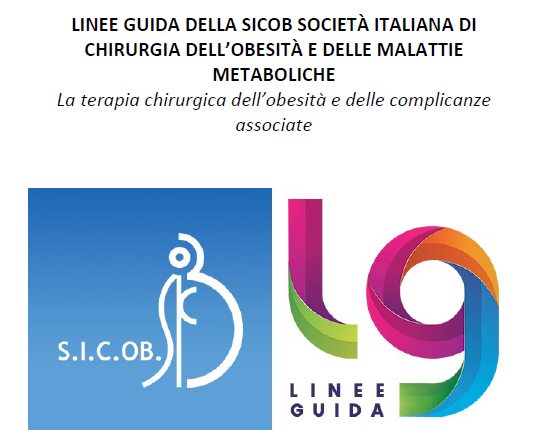 LINEE GUIDA DELLA SICOB SOCIETÀ ITALIANA DI
CHIRURGIA DELL’OBESITÀ E DELLE MALATTIE
METABOLICHE
La terapia chirurgica dell’obesità e delle complicanze
associate
S.I.C.OB.
lg
LINEE
GUIDA